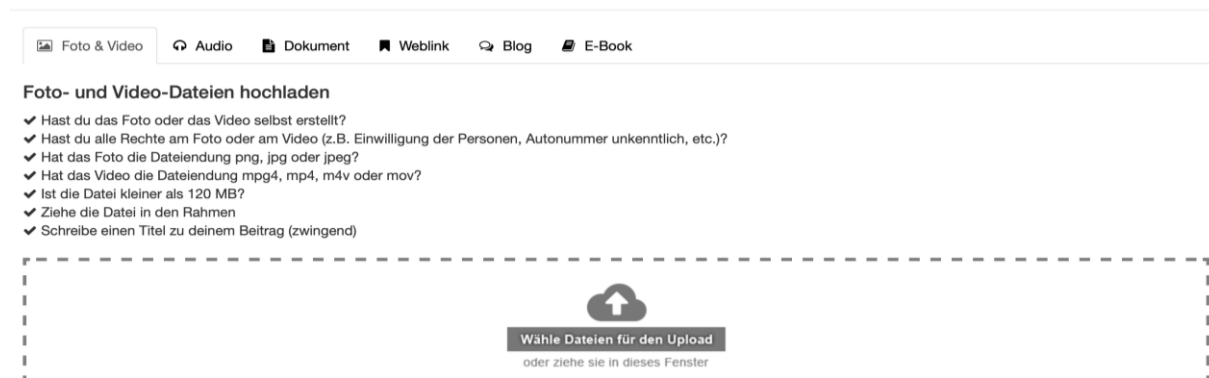 Foto & Video Audio Dokument Weblink Blog E-Book
Foto- und Video-Dateien hochladen
Hast du das Foto oder das Video selbst erstellt?
Hast du alle Rechte am Foto oder am Video (z.B. Einwilligung der Personen, Autonummer unkenntlich, etc.)?
Hat das Foto die Dateiendung png, jpg oder jpeg?
Hat das Video die Dateiendung mpg4, mp4, m4v oder mov?
Ist die Datei kleiner als 120 MB?
Ziehe die Datei in den Rahmen
Schreibe einen Titel zu deinem Beitrag (zwingend)
Wähle Dateien für den Upload
oder ziehe sie in dieses Fenster